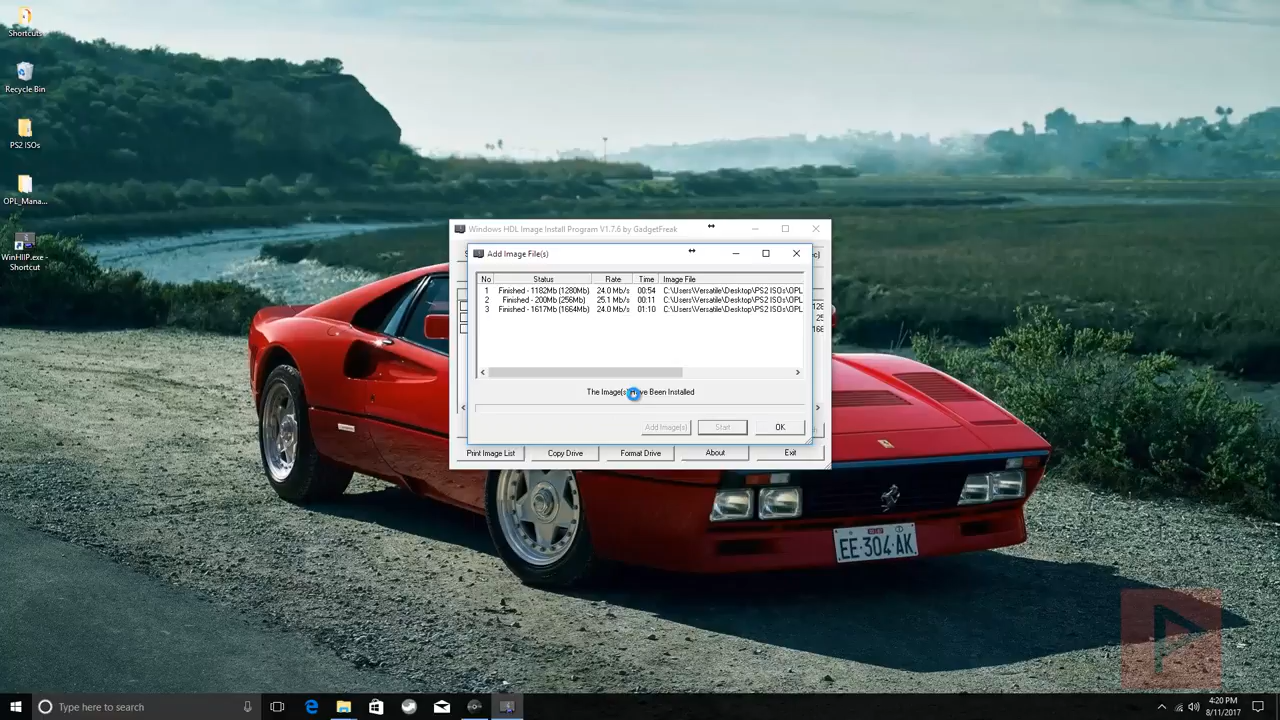 Shortcuts
Recycle Bin
PS2 ISOs
OPL_Mana...
WinHIIP.exe -
Shortcut
Windows HDL Image Install Program V1.7.6 by GadgetFreak
Add Image File(s)
No Status Rate Time Image File
1 Finished - 1182Mb (1280Mb) 24.0 Mb/s 00:54 C:\Users\Versatile\Desktop\PS2 ISOs\OPL
2 Finished - 200Mb (256Mb) 25.1 Mb/s 00:11 C:\Users\Versatile\Desktop\PS2 ISOs\OPL
3 Finished - 1617Mb (1664Mb) 24.0 Mb/s 01:10 C:\Users\Versatile\Desktop\PS2 ISOs\OPL
Been Installed
The Image(s)
Add Image(s) Start OK
Print Image List Copy Drive Format Drive About Exit
EE·304·AK
Type here to search
4:20 PM
8/11/2017